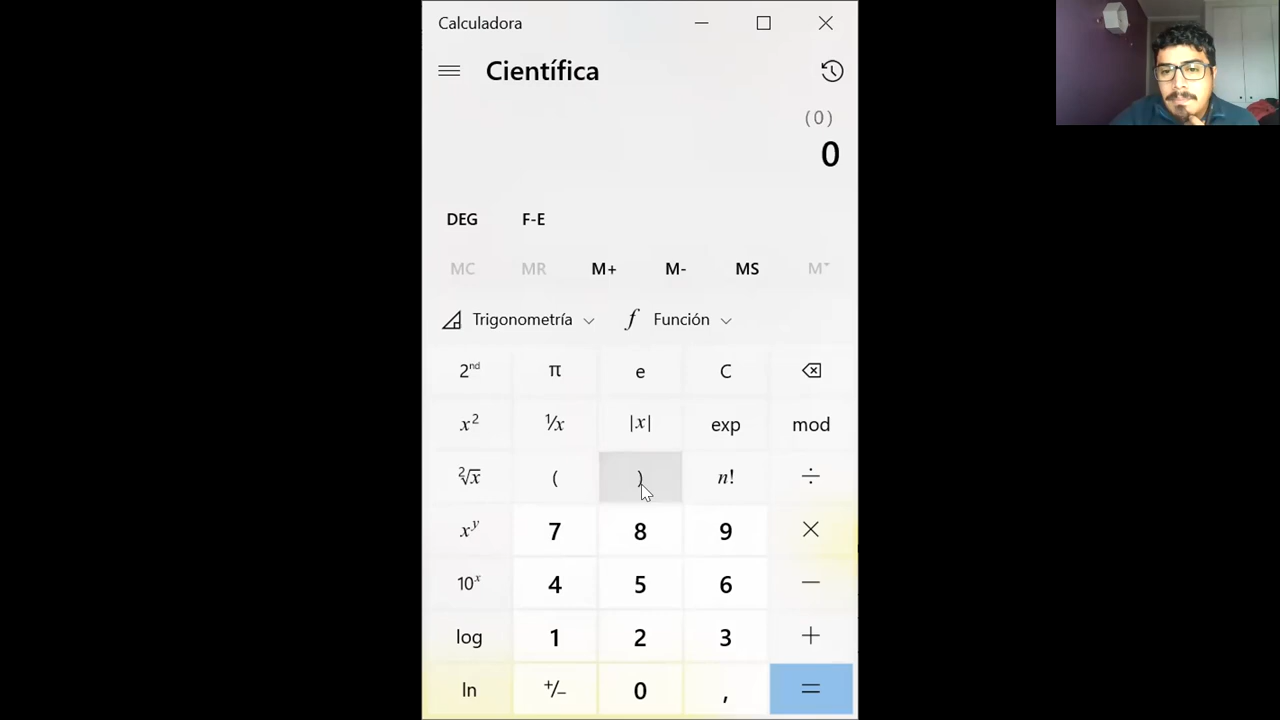 Calculadora
Científica
(0)
0
DEG F-E
MC MR M+ M- MS M˅
Trigonometría f Función
2ⁿᵈ π e C
x² ¹/x |x| exp mod
²√x ( ) n! ÷
xʸ 7 8 9 ×
10ˣ 4 5 6 −
log 1 2 3 +
ln +/− 0 , =